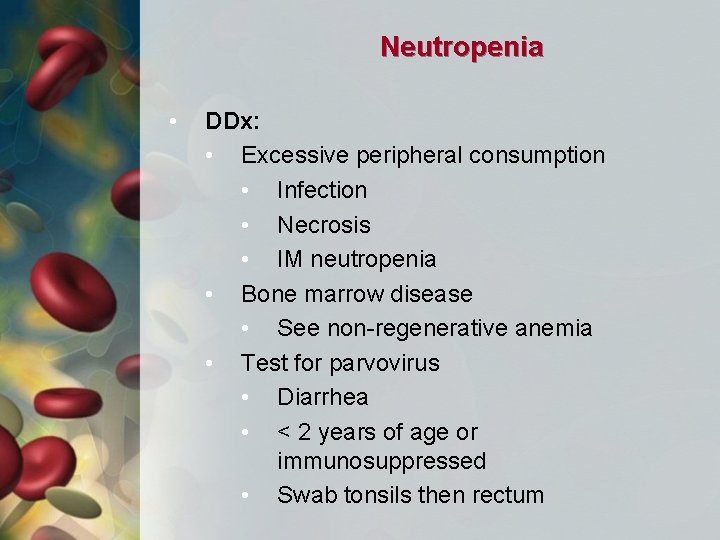 Neutropenia
• DDx:
• Excessive peripheral consumption
• Infection
• Necrosis
• IM neutropenia
• Bone marrow disease
• See non-regenerative anemia
• Test for parvovirus
• Diarrhea
• < 2 years of age or
immunosuppressed
• Swab tonsils then rectum